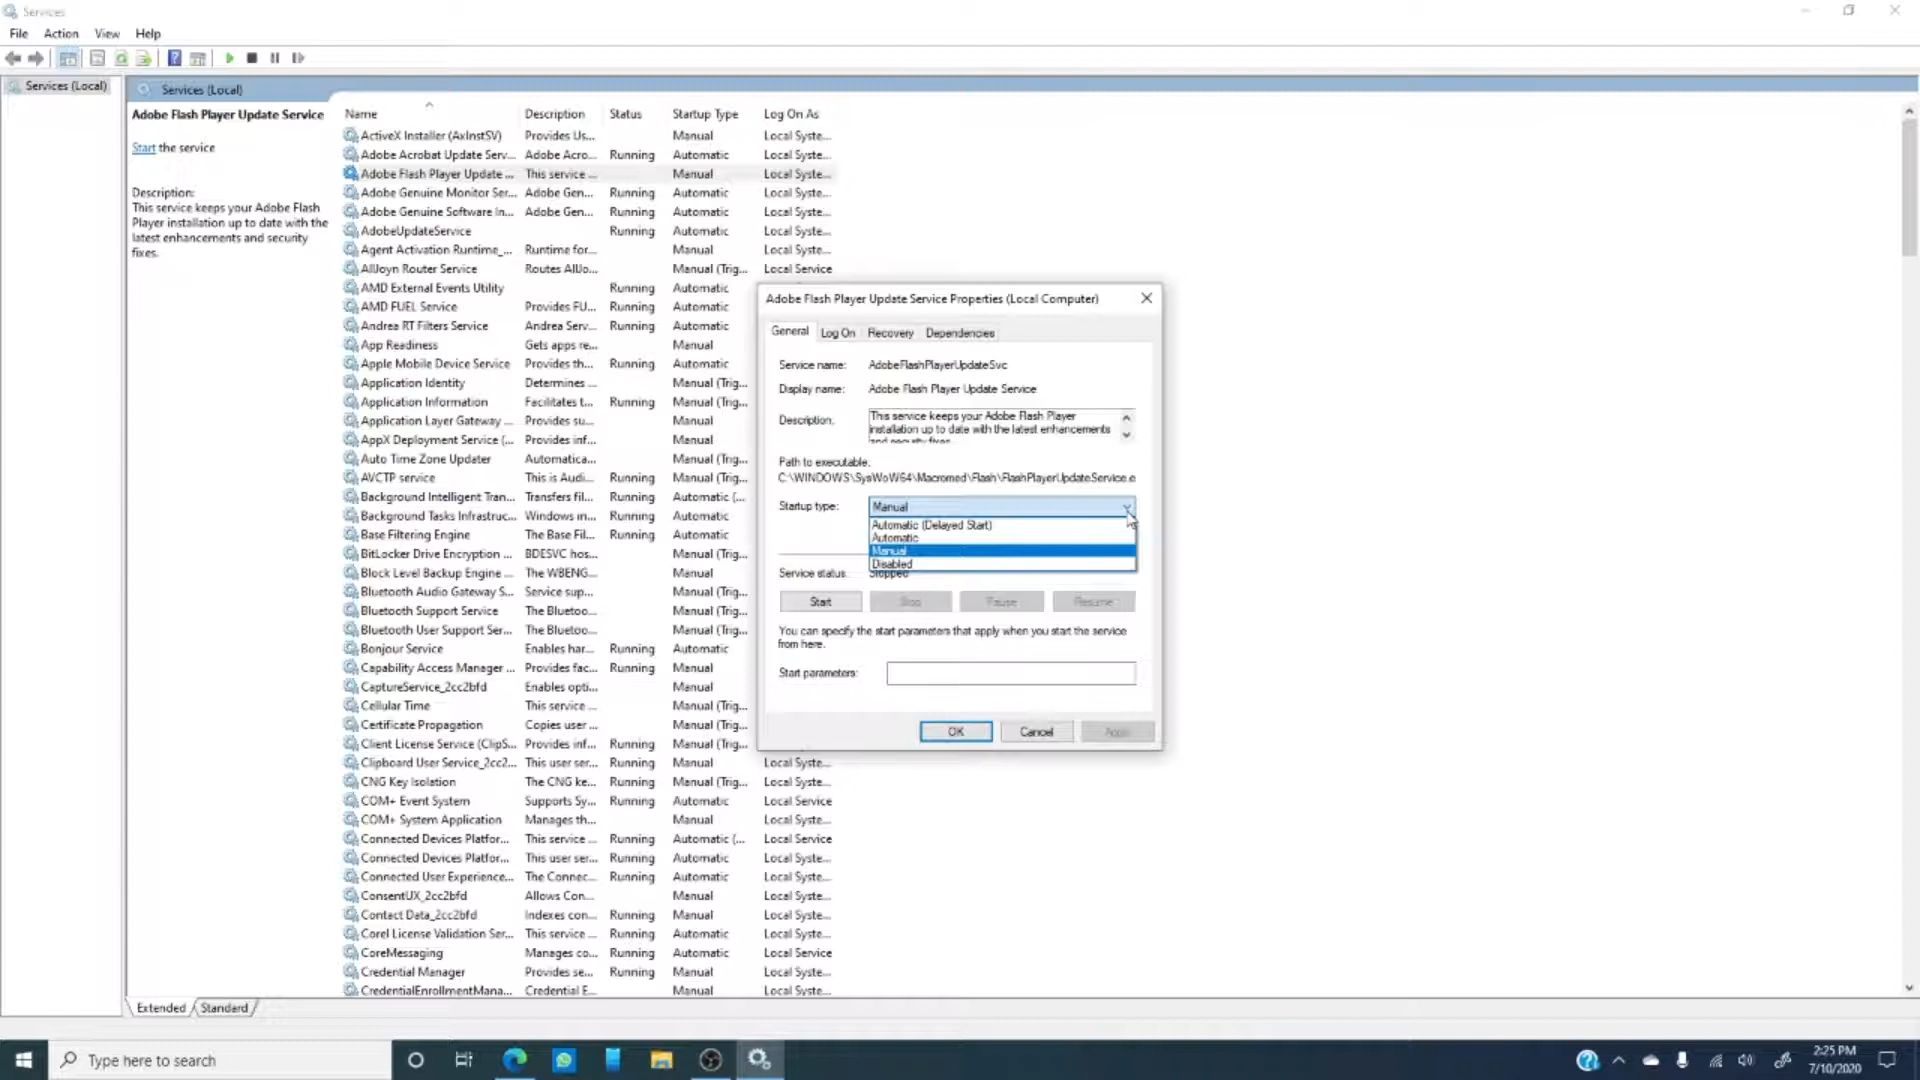 Services
File Action View Help
Services (Local)
Services (Local)
Adobe Flash Player Update Service
Start the service
Description:
This service keeps your Adobe Flash
Player installation up to date with the
latest enhancements and security
fixes.
Name Description Status Startup Type Log On As
ActiveX Installer (AxInstSV) Provides Us... Manual Local Syste...
Adobe Acrobat Update Serv... Adobe Acro... Running Automatic Local Syste...
Adobe Flash Player Update ... This service ... Manual Local Syste...
Adobe Genuine Monitor Ser... Adobe Gen... Running Automatic Local Syste...
Adobe Genuine Software In... Adobe Gen... Running Automatic Local Syste...
AdobeUpdateService Running Automatic Local Syste...
Agent Activation Runtime_... Runtime for... Manual Local Syste...
AllJoyn Router Service Routes AllJo... Manual (Trig... Local Service
AMD External Events Utility Running Automatic
AMD FUEL Service Provides FU... Running Automatic
Andrea RT Filters Service Andrea Serv... Running Automatic
App Readiness Gets apps re... Manual
Apple Mobile Device Service Provides th... Running Automatic
Application Identity Determines ... Manual (Trig...
Application Information Facilitates t... Running Manual (Trig...
Application Layer Gateway ... Provides su... Manual
AppX Deployment Service (... Provides inf... Manual
Auto Time Zone Updater Automatica... Manual (Trig...
AVCTP service This is Audi... Running Manual (Trig...
Background Intelligent Tran... Transfers fil... Running Automatic (...
Background Tasks Infrastruc... Windows in... Running Automatic
Base Filtering Engine The Base Fil... Running Automatic
BitLocker Drive Encryption ... BDESVC hos... Manual (Trig...
Block Level Backup Engine ... The WBENG... Manual
Bluetooth Audio Gateway S... Service sup... Manual (Trig...
Bluetooth Support Service The Bluetoo... Manual (Trig...
Bluetooth User Support Ser... The Bluetoo... Manual (Trig...
Bonjour Service Enables har... Running Automatic
Capability Access Manager ... Provides fac... Running Manual
CaptureService_2cc2bfd Enables opti... Manual
Cellular Time This service ... Manual (Trig...
Certificate Propagation Copies user ... Manual (Trig...
Client License Service (ClipS... Provides inf... Running Manual (Trig...
Clipboard User Service_2cc2... This user ser... Running Manual Local Syste...
CNG Key Isolation The CNG ke... Running Manual (Trig... Local Syste...
COM+ Event System Supports Sy... Running Automatic Local Service
COM+ System Application Manages th... Manual Local Syste...
Connected Devices Platfor... This service ... Running Automatic (... Local Service
Connected Devices Platfor... This user ser... Running Automatic Local Syste...
Connected User Experience... The Connec... Running Automatic Local Syste...
ConsentUX_2cc2bfd Allows Con... Manual Local Syste...
Contact Data_2cc2bfd Indexes con... Running Manual Local Syste...
Corel License Validation Ser... This service ... Running Automatic Local Syste...
CoreMessaging Manages co... Running Automatic Local Service
Credential Manager Provides se... Running Manual Local Syste...
CredentialEnrollmentMana... Credential E... Manual Local Syste...
Adobe Flash Player Update Service Properties (Local Computer)
General Log On Recovery Dependencies
Service name: AdobeFlashPlayerUpdateSvc
Display name: Adobe Flash Player Update Service
Description: This service keeps your Adobe Flash Player
installation up to date with the latest enhancements
and security fixes.
Path to executable:
C:\WINDOWS\SysWoW64\Macromed\Flash\FlashPlayerUpdateService.e
Startup type: Manual
Automatic (Delayed Start)
Automatic
Manual
Disabled
Service status: Stopped
Start Stop Pause Resume
You can specify the start parameters that apply when you start the service
from here.
Start parameters:
OK Cancel Apply
Extended Standard
Type here to search
2:25 PM
7/10/2020